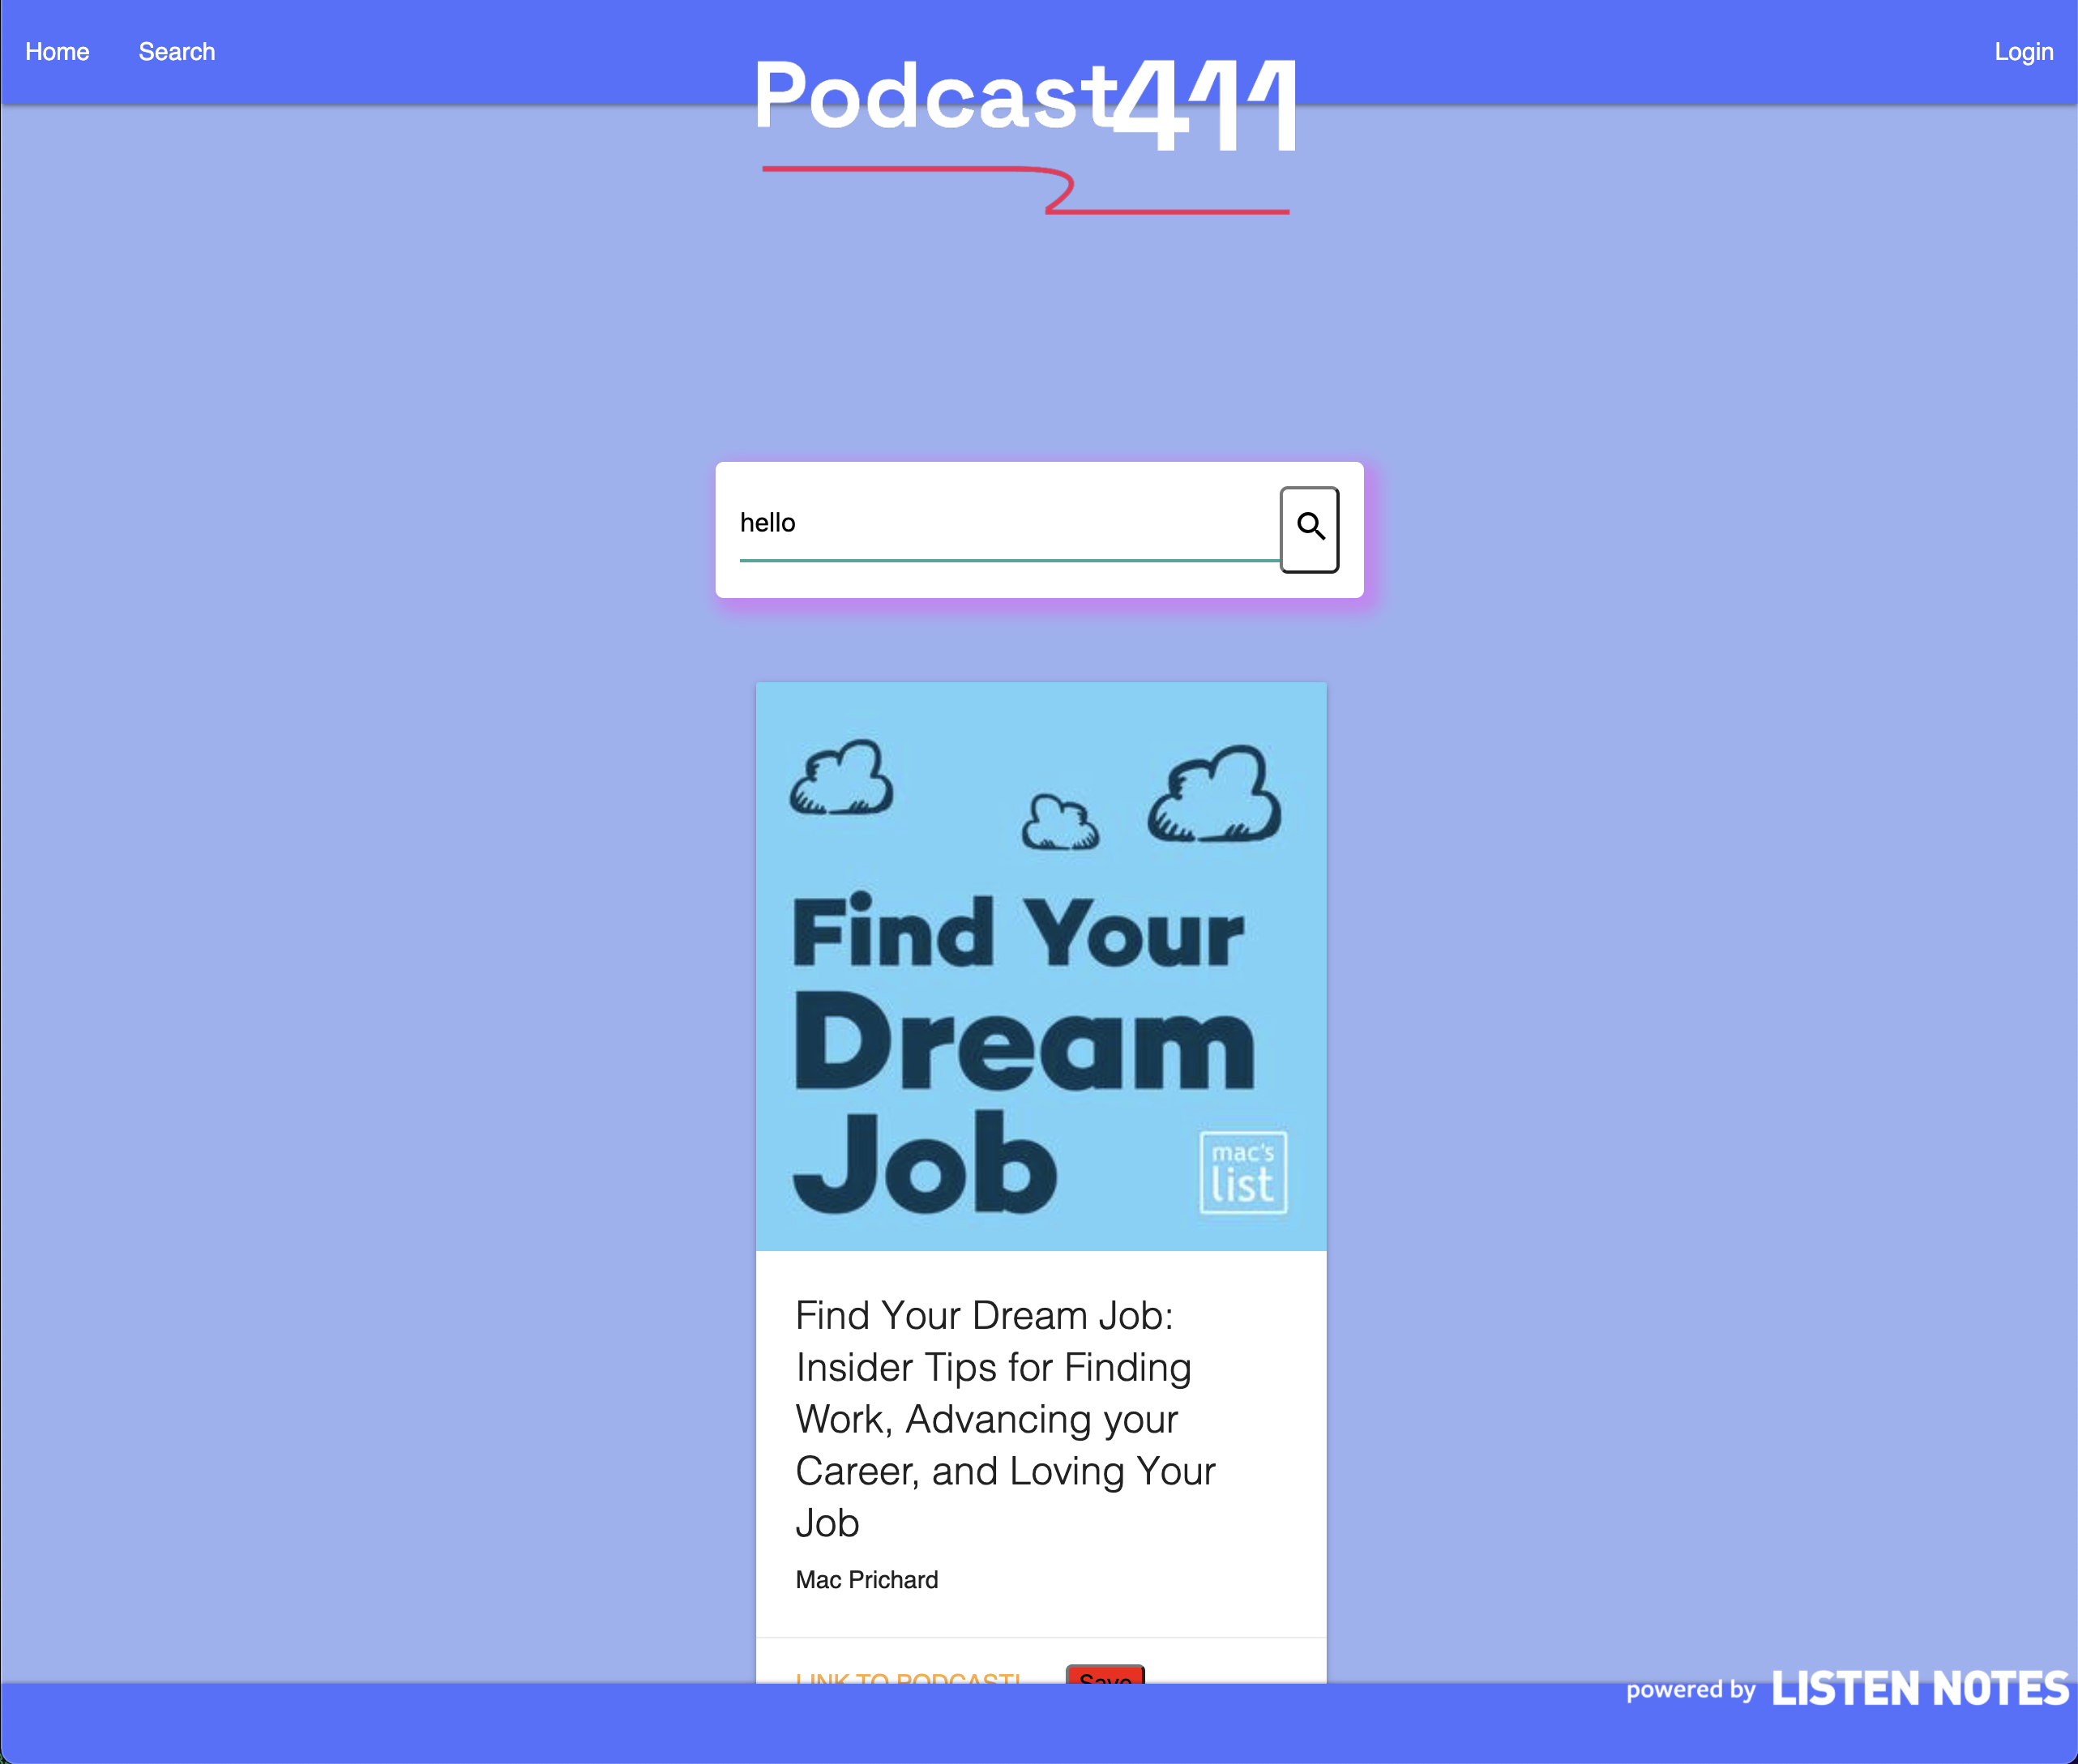 Home Search Login
Podcast411
hello
Find Your
Dream
Job
mac's
list
Find Your Dream Job:
Insider Tips for Finding
Work, Advancing your
Career, and Loving Your
Job
Mac Prichard
LINK TO PODCAST! Save
powered by LISTEN NOTES